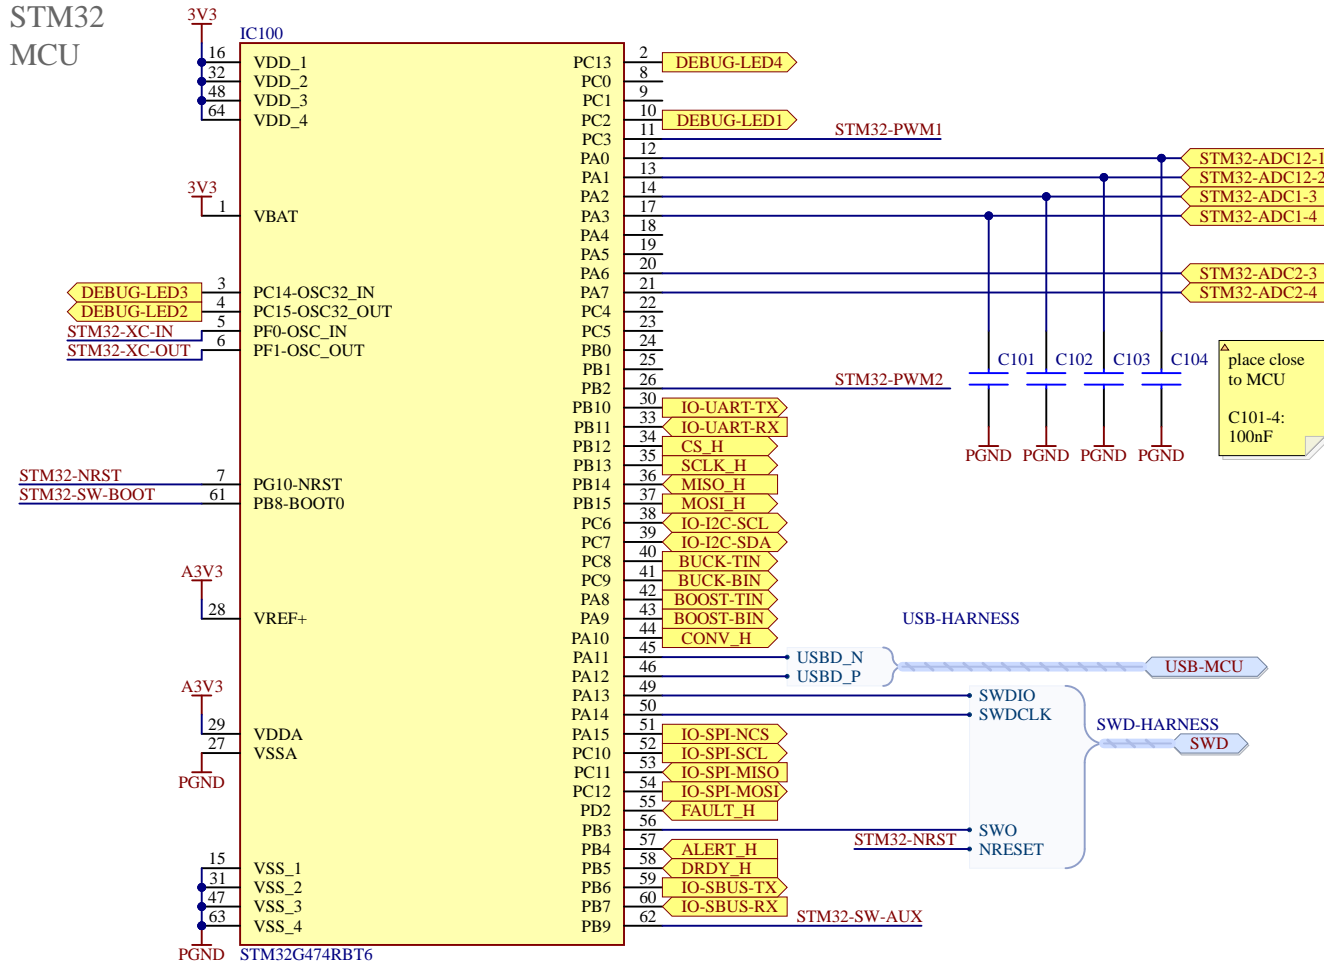 STM32
MCU
3V3
IC100
16 VDD_1
32 VDD_2
48 VDD_3
64 VDD_4
3V3
1 VBAT
DEBUG-LED3 3 PC14-OSC32_IN
DEBUG-LED2 4 PC15-OSC32_OUT
STM32-XC-IN 5 PF0-OSC_IN
STM32-XC-OUT 6 PF1-OSC_OUT
STM32-NRST 7 PG10-NRST
STM32-SW-BOOT 61 PB8-BOOT0
A3V3
28 VREF+
A3V3
29 VDDA
27 VSSA
PGND
15 VSS_1
31 VSS_2
47 VSS_3
63 VSS_4
PGND
STM32G474RBT6
PC13 2 DEBUG-LED4
PC0 8
PC1 9
PC2 10 DEBUG-LED1
PC3 11 STM32-PWM1
PA0 12 STM32-ADC12-1
PA1 13 STM32-ADC12-2
PA2 14 STM32-ADC1-3
PA3 17 STM32-ADC1-4
PA4 18
PA5 19
PA6 20 STM32-ADC2-3
PA7 21 STM32-ADC2-4
PC4 22
PC5 23
PB0 24
PB1 25
PB2 26 STM32-PWM2
PB10 30 IO-UART-TX
PB11 33 IO-UART-RX
PB12 34 CS_H
PB13 35 SCLK_H
PB14 36 MISO_H
PB15 37 MOSI_H
PC6 38 IO-I2C-SCL
PC7 39 IO-I2C-SDA
PC8 40 BUCK-TIN
PC9 41 BUCK-BIN
PA8 42 BOOST-TIN
PA9 43 BOOST-BIN
PA10 44 CONV_H
PA11 45 USBD_N
PA12 46 USBD_P
PA13 49 SWDIO
PA14 50 SWDCLK
PA15 51 IO-SPI-NCS
PC10 52 IO-SPI-SCL
PC11 53 IO-SPI-MISO
PC12 54 IO-SPI-MOSI
PD2 55 FAULT_H
PB3 56 SWO
STM32-NRST NRESET
PB4 57 ALERT_H
PB5 58 DRDY_H
PB6 59 IO-SBUS-TX
PB7 60 IO-SBUS-RX
PB9 62 STM32-SW-AUX
C101 C102 C103 C104
PGND PGND PGND PGND
place close
to MCU
C101-4:
100nF
USB-HARNESS
USB-MCU
SWD-HARNESS
SWD